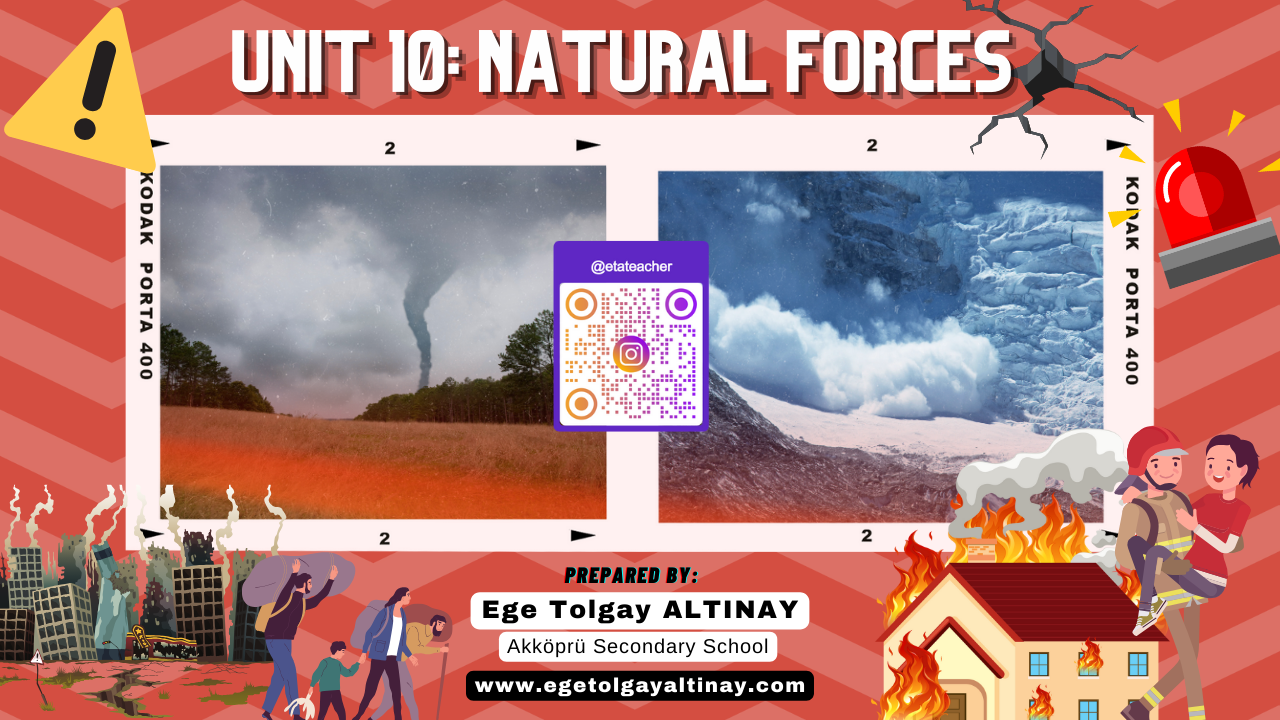 UNIT 10: NATURAL FORCES
2
2
KODAK PORTA 400
KODAK PORTA 400
@etateacher
2
2
PREPARED BY:
Ege Tolgay ALTINAY
Akköprü Secondary School
www.egetolgayaltinay.com